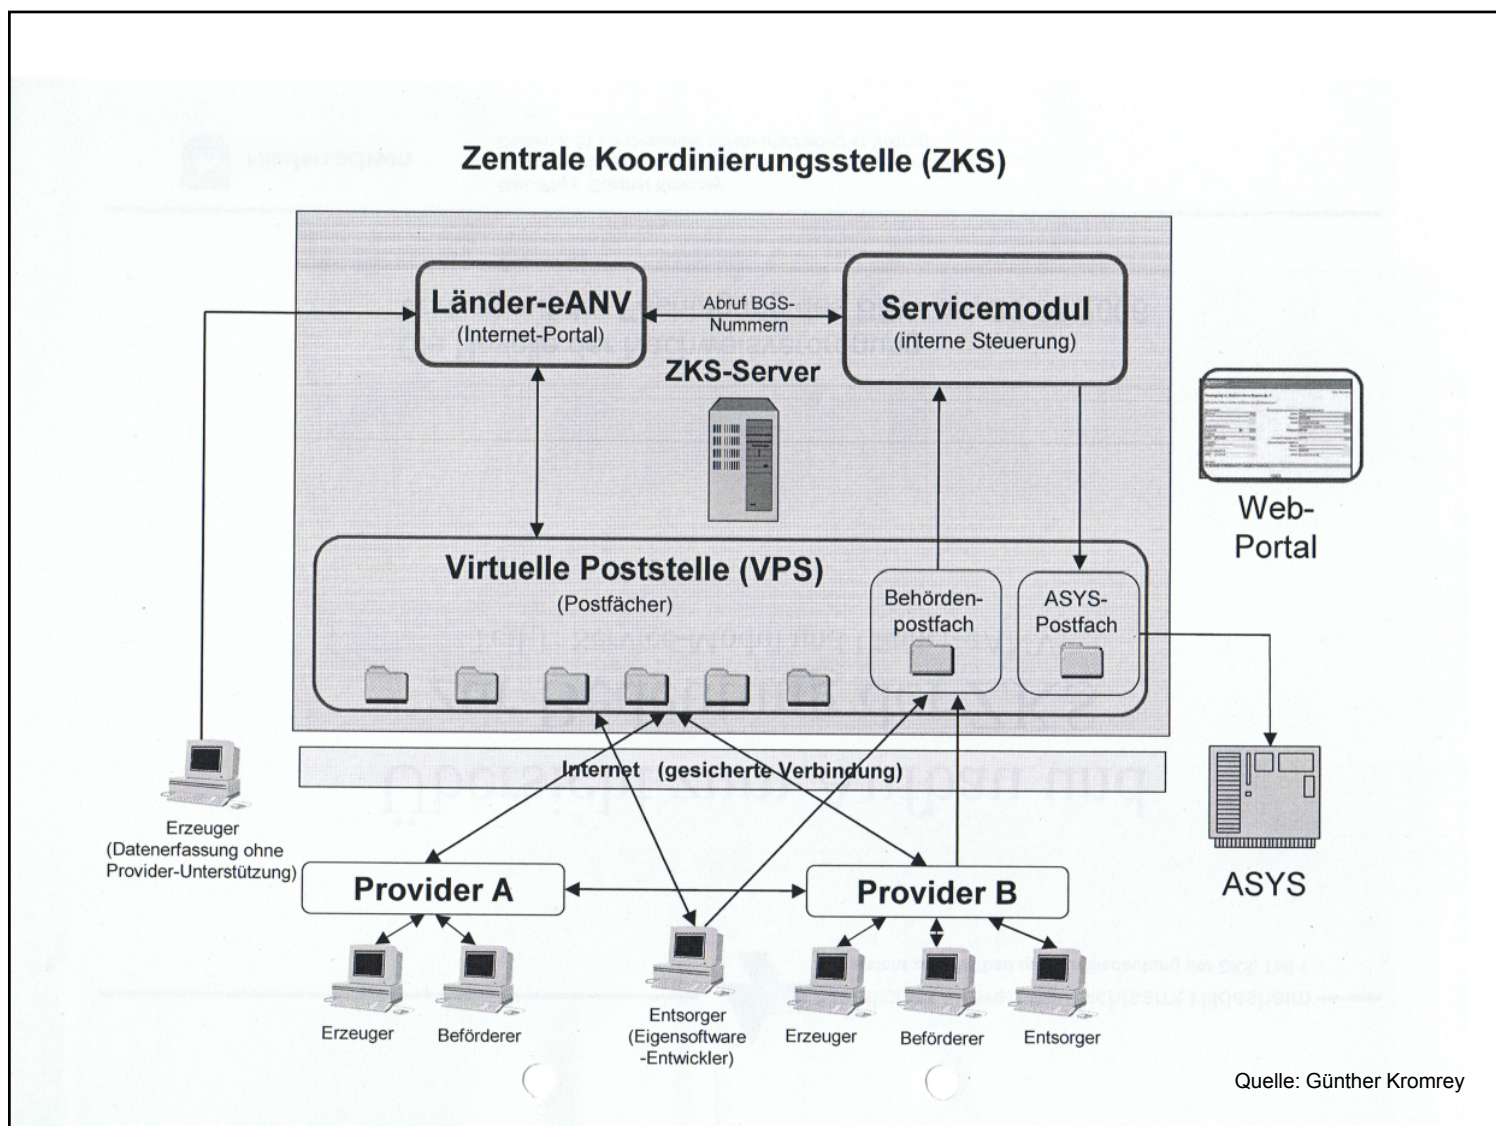 Zentrale Koordinierungsstelle (ZKS)
Länder-eANV
(Internet-Portal)
Abruf BGS-
Nummern
Servicemodul
(interne Steuerung)
ZKS-Server
Web-
Portal
Virtuelle Poststelle (VPS)
(Postfächer)
Behörden-
postfach
ASYS-
Postfach
Internet (gesicherte Verbindung)
Erzeuger
(Datenerfassung ohne
Provider-Unterstützung)
Provider A
Provider B
ASYS
Erzeuger
Beförderer
Entsorger
(Eigensoftware
-Entwickler)
Erzeuger
Beförderer
Entsorger
Quelle: Günther Kromrey